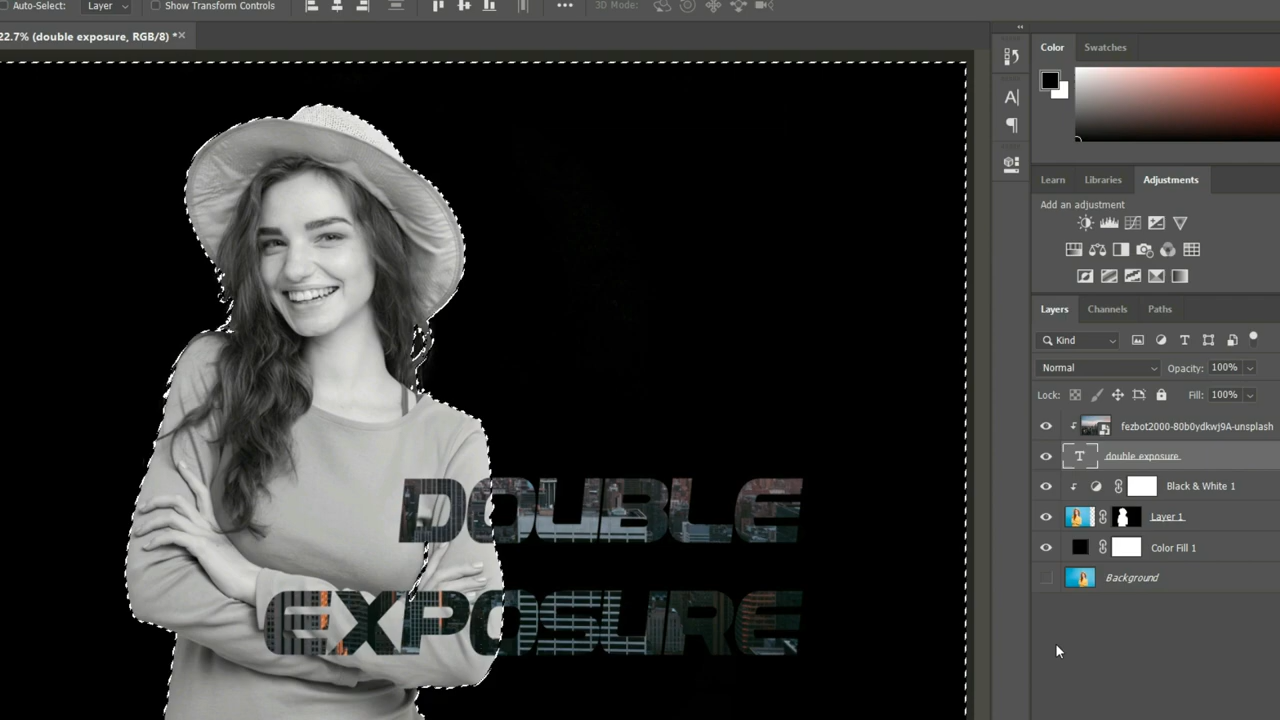 Auto-Select: Layer Show Transform Controls 3D Mode:
22.7% (double exposure, RGB/8) *
Color Swatches
Learn Libraries Adjustments
Add an adjustment
Layers Channels Paths
Kind
Normal Opacity: 100%
Lock: Fill: 100%
fezbot2000-80b0ydkwj9A-unsplash
double exposure
Black & White 1
Layer 1
Color Fill 1
Background
DOUBLE
EXPOSURE